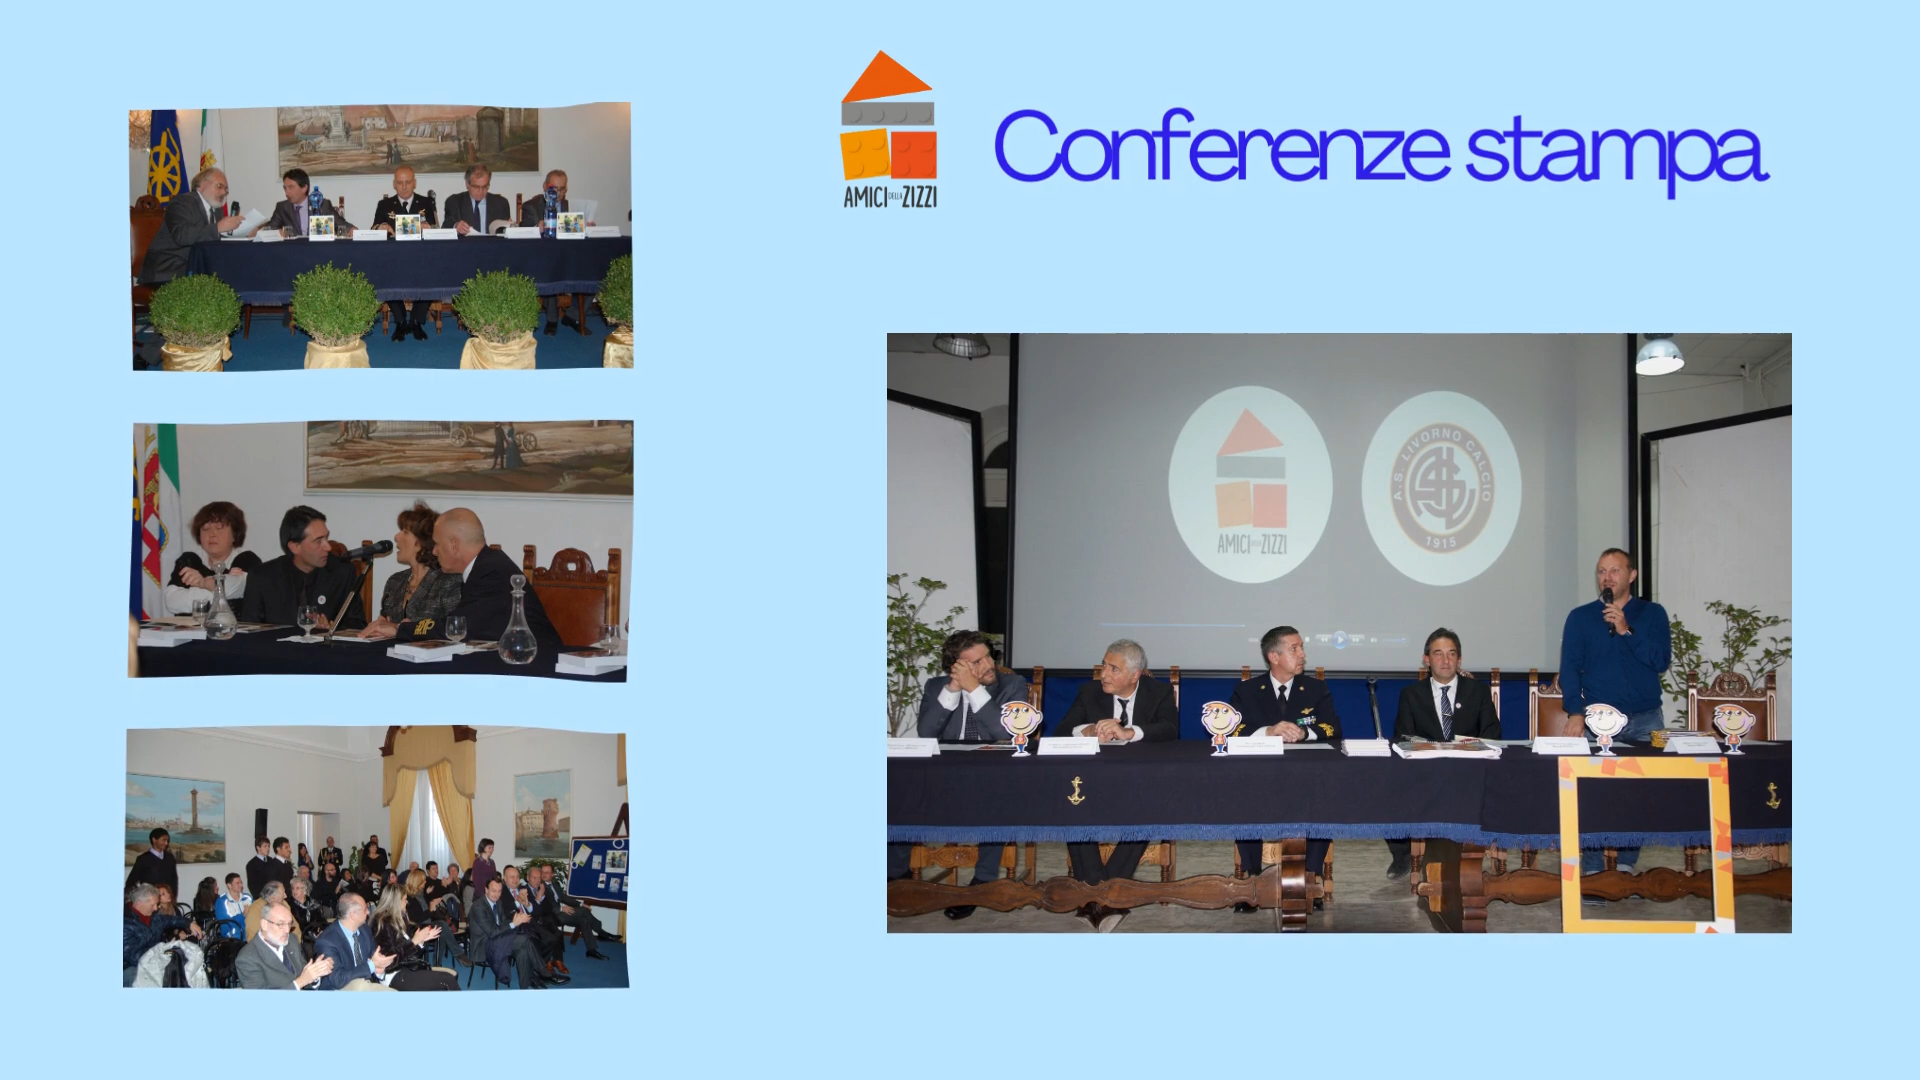 AMICI DELLA ZIZZI
Conferenze stampa
AMICI DELLA ZIZZI
A.S. LIVORNO CALCIO
1915